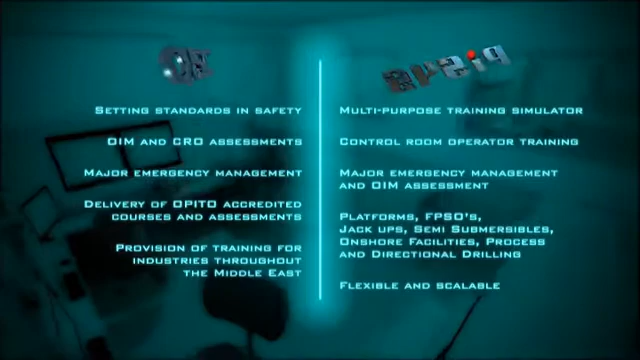 Setting standards in safety
OIM and CRO assessments
Major emergency management
Delivery of OPITO accredited
courses and assessments
Provision of training for
industries throughout
the Middle East
Multi-purpose training simulator
Control room operator training
Major emergency management
and OIM assessment
Platforms, FPSO's,
Jack ups, Semi Submersibles,
Onshore Facilities, Process
and Directional Drilling
Flexible and scalable